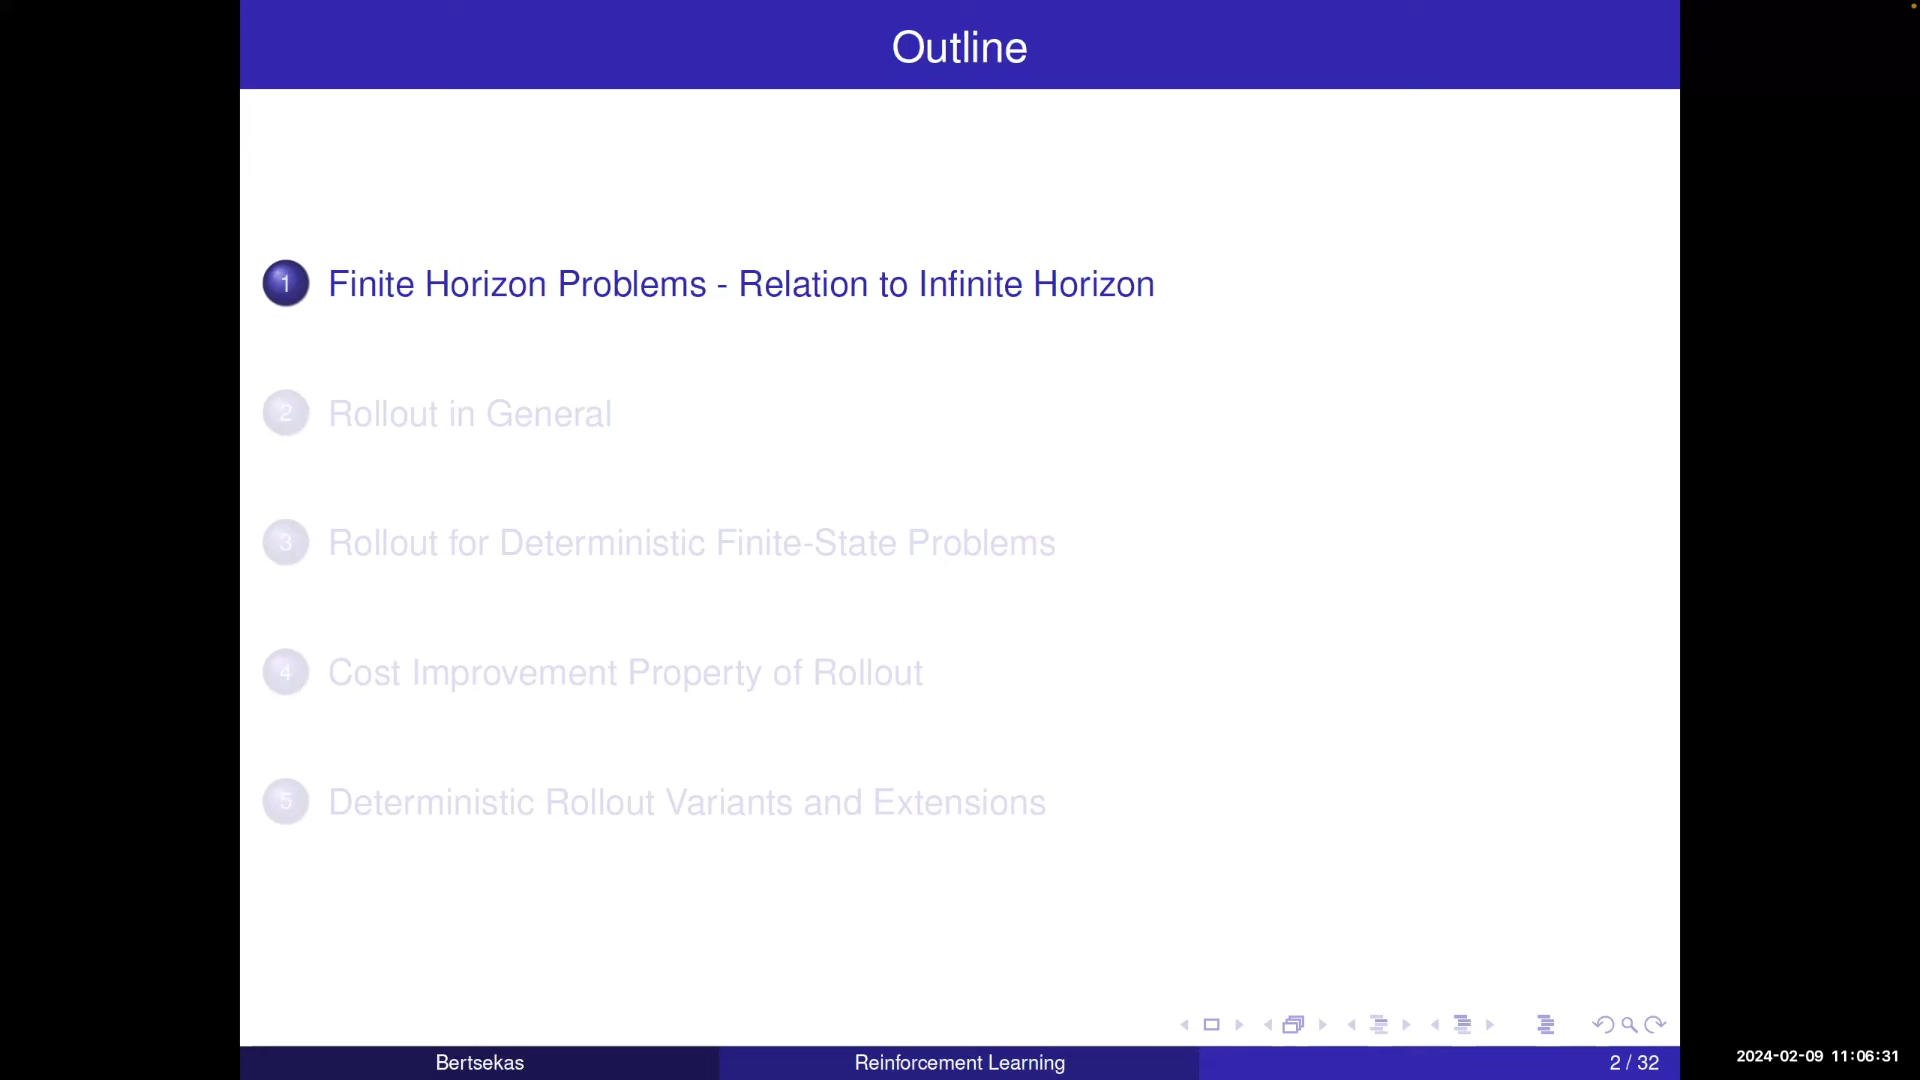 Outline
1 Finite Horizon Problems - Relation to Infinite Horizon
2 Rollout in General
3 Rollout for Deterministic Finite-State Problems
4 Cost Improvement Property of Rollout
5 Deterministic Rollout Variants and Extensions
Bertsekas Reinforcement Learning 2 / 32
2024-02-09 11:06:31